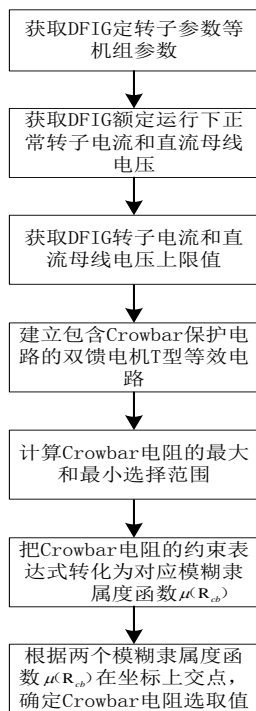 获取DFIG定转子参数等
机组参数
获取DFIG额定运行下正
常转子电流和直流母线
电压
获取DFIG转子电流和直
流母线电压上限值
建立包含Crowbar保护电
路的双馈电机T型等效电
路
计算Crowbar电阻的最大
和最小选择范围
把Crowbar电阻的约束表
达式转化为对应模糊隶
属度函数μ(R_cb)
根据两个模糊隶属度函
数μ(R_cb)在坐标上交点,
确定Crowbar电阻选取值